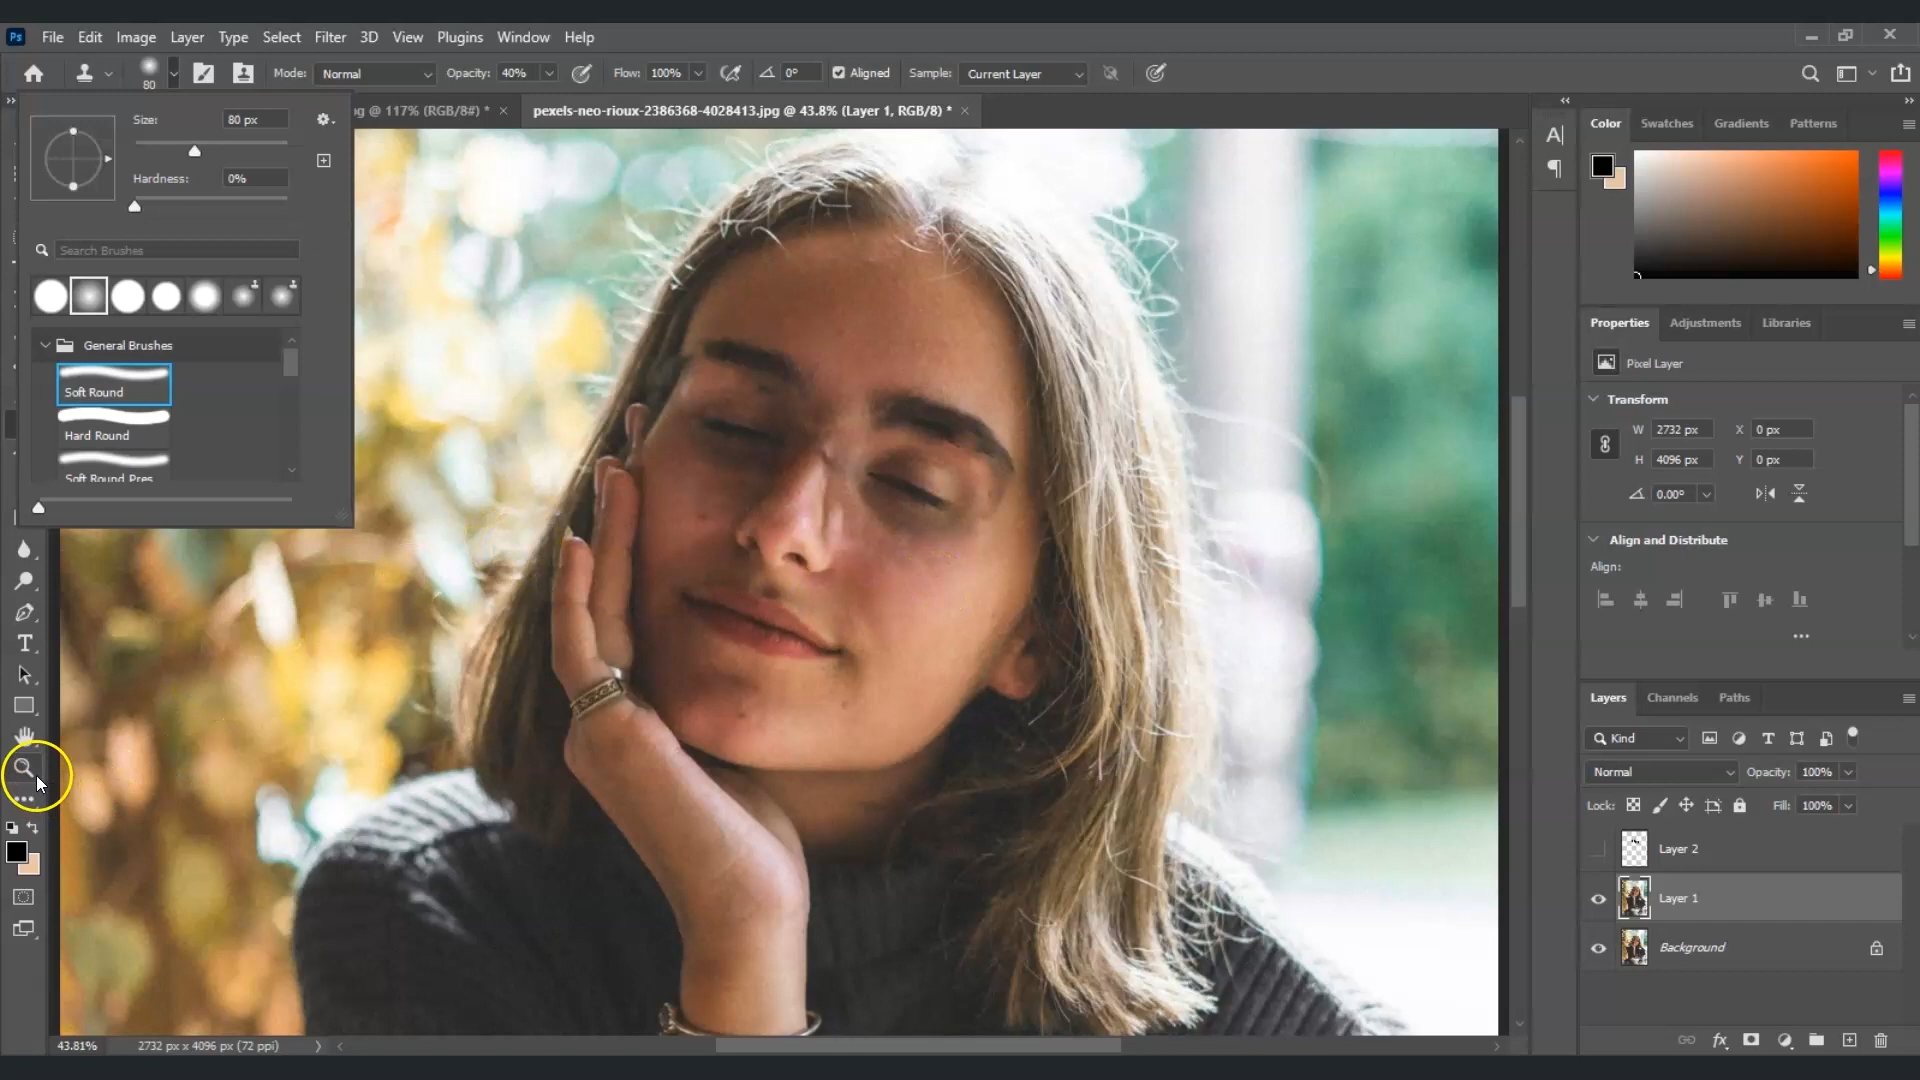 Ps File Edit Image Layer Type Select Filter 3D View Plugins Window Help
80 Mode: Normal Opacity: 40% Flow: 100% 0° Aligned Sample: Current Layer
g @ 117% (RGB/8#) * × pexels-neo-rioux-2386368-4028413.jpg @ 43.8% (Layer 1, RGB/8) * ×
Size: 80 px
Hardness: 0%
Search Brushes
General Brushes
Soft Round
Hard Round
Soft Round Pres
T
43.81% 2732 px x 4096 px (72 ppi)
A
Color Swatches Gradients Patterns
Properties Adjustments Libraries
Pixel Layer
Transform
W 2732 px X 0 px
H 4096 px Y 0 px
0.00°
Align and Distribute
Align:
Layers Channels Paths
Kind T
Normal Opacity: 100%
Lock: Fill: 100%
Layer 2
Layer 1
Background
fx